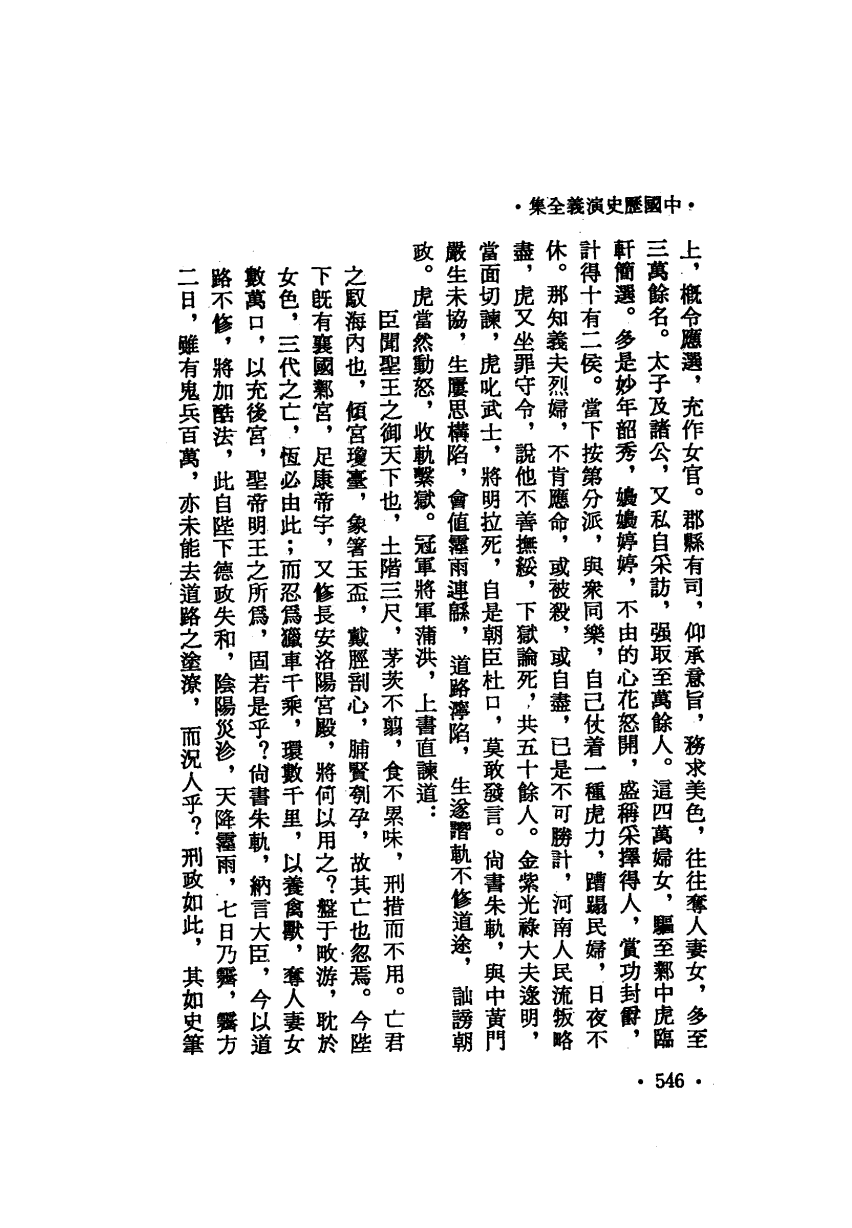 ·中國歷史演義全集·
上，概令應選，充作女官。郡縣有司，仰承意旨，務求美色，往往奪人妻女，多至
三萬餘名。太子及諸公，又私自采訪，强取至萬餘人。這四萬婦女，驅至鄴中虎臨
軒簡選。多是妙年韶秀，嬝嬝婷婷，不由的心花怒開，盛稱采擇得人，賞功封爵，
計得十有二侯。當下按第分派，與衆同樂，自己仗着一種虎力，蹧蹋民婦，日夜不
休。那知義夫烈婦，不肯應命，或被殺，或自盡，已是不可勝計，河南人民流叛略
盡，虎又坐罪守令，說他不善撫綏，下獄論死，共五十餘人。金紫光祿大夫逯明，
當面切諫，虎叱武士，將明拉死，自是朝臣杜口，莫敢發言。尙書朱軌，與中黃門
嚴生未協，生屢思構陷，會值霪雨連緜，道路濘陷，生遂譖軌不修道途，訕謗朝
政。虎當然動怒，收軌繫獄。冠軍將軍蒲洪，上書直諫道：
臣聞聖王之御天下也，土階三尺，茅茨不翦，食不累味，刑措而不用。亡君
之馭海內也，傾宮瓊臺，象箸玉盃，戴脛剖心，脯賢刳孕，故其亡也忽焉。今陛
下旣有襄國鄴宮，足康帝宇，又修長安洛陽宮殿，將何以用之？盤于畋游，耽於
女色，三代之亡，恆必由此；而忍爲獵車千乘，環數千里，以養禽獸，奪人妻女
數萬口，以充後宮，聖帝明王之所爲，固若是乎？尙書朱軌，納言大臣，今以道
路不修，將加酷法，此自陛下德政失和，陰陽災沴，天降霪雨，七日乃霽，霽方
二日，雖有鬼兵百萬，亦未能去道路之塗潦，而況人乎？刑政如此，其如史筆
·546·